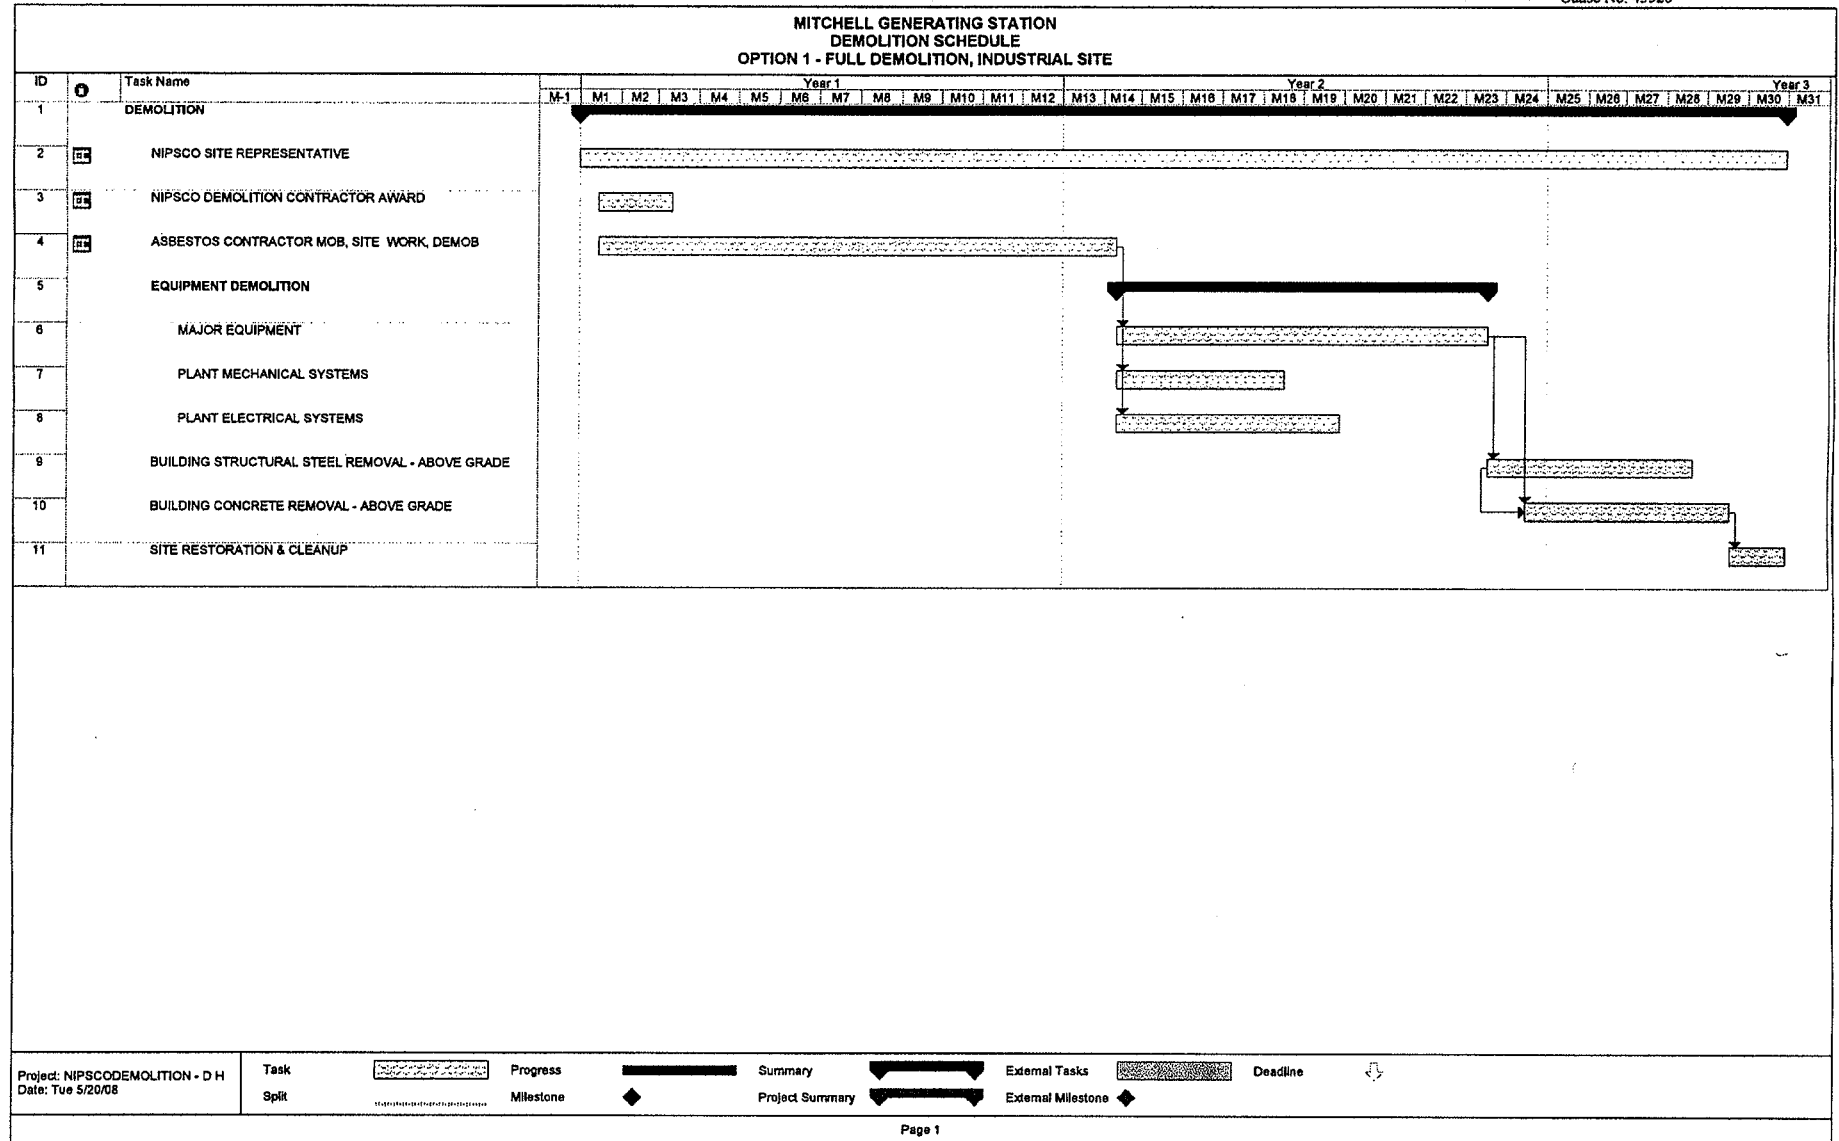 MITCHELL GENERATING STATION
DEMOLITION SCHEDULE
OPTION 1 - FULL DEMOLITION, INDUSTRIAL SITE
ID Task Name Year 1 Year 2 Year 3
M-1 M1 M2 M3 M4 M5 M6 M7 M8 M9 M10 M11 M12 M13 M14 M15 M16 M17 M18 M19 M20 M21 M22 M23 M24 M25 M26 M27 M28 M29 M30 M31
1 DEMOLITION
2 NIPSCO SITE REPRESENTATIVE
3 NIPSCO DEMOLITION CONTRACTOR AWARD
4 ASBESTOS CONTRACTOR MOB, SITE WORK, DEMOB
5 EQUIPMENT DEMOLITION
6 MAJOR EQUIPMENT
7 PLANT MECHANICAL SYSTEMS
8 PLANT ELECTRICAL SYSTEMS
9 BUILDING STRUCTURAL STEEL REMOVAL - ABOVE GRADE
10 BUILDING CONCRETE REMOVAL - ABOVE GRADE
11 SITE RESTORATION & CLEANUP
Project: NIPSCODEMOLITION - D H
Date: Tue 5/20/08
Task Progress Summary External Tasks Deadline
Split Milestone Project Summary External Milestone
Page 1